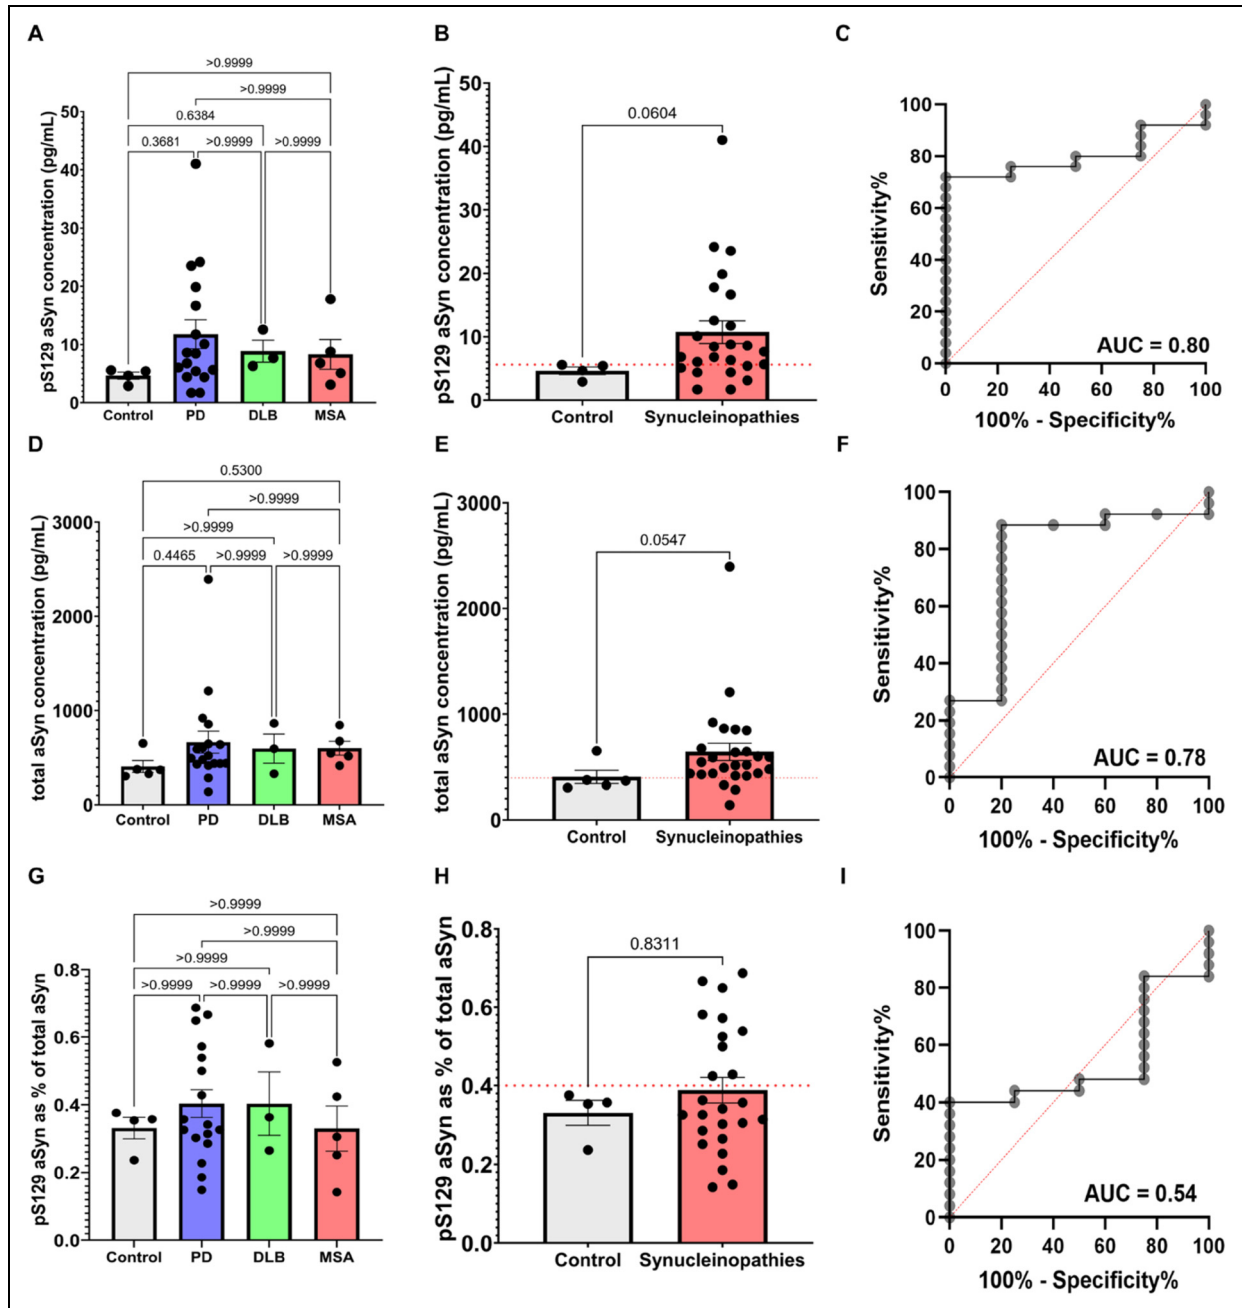 A
>0.9999
>0.9999
0.6384
0.3681 >0.9999 >0.9999
pS129 aSyn concentration (pg/mL)
50
40
30
20
10
0
Control PD DLB MSA
B
0.0604
pS129 aSyn concentration (pg/mL)
50
40
30
20
10
0
Control Synucleinopathies
C
Sensitivity%
100
80
60
40
20
0
AUC = 0.80
0 20 40 60 80 100
100% - Specificity%
D
0.5300
>0.9999
>0.9999
0.4465 >0.9999 >0.9999
total aSyn concentration (pg/mL)
3000
2000
1000
0
Control PD DLB MSA
E
0.0547
total aSyn concentration (pg/mL)
3000
2000
1000
0
Control Synucleinopathies
F
Sensitivity%
100
80
60
40
20
0
AUC = 0.78
0 20 40 60 80 100
100% - Specificity%
G
>0.9999
>0.9999
>0.9999
>0.9999 >0.9999 >0.9999
pS129 aSyn as % of total aSyn
0.8
0.6
0.4
0.2
0.0
Control PD DLB MSA
H
0.8311
pS129 aSyn as % of total aSyn
0.8
0.6
0.4
0.2
0.0
Control Synucleinopathies
I
Sensitivity%
100
80
60
40
20
0
AUC = 0.54
0 20 40 60 80 100
100% - Specificity%